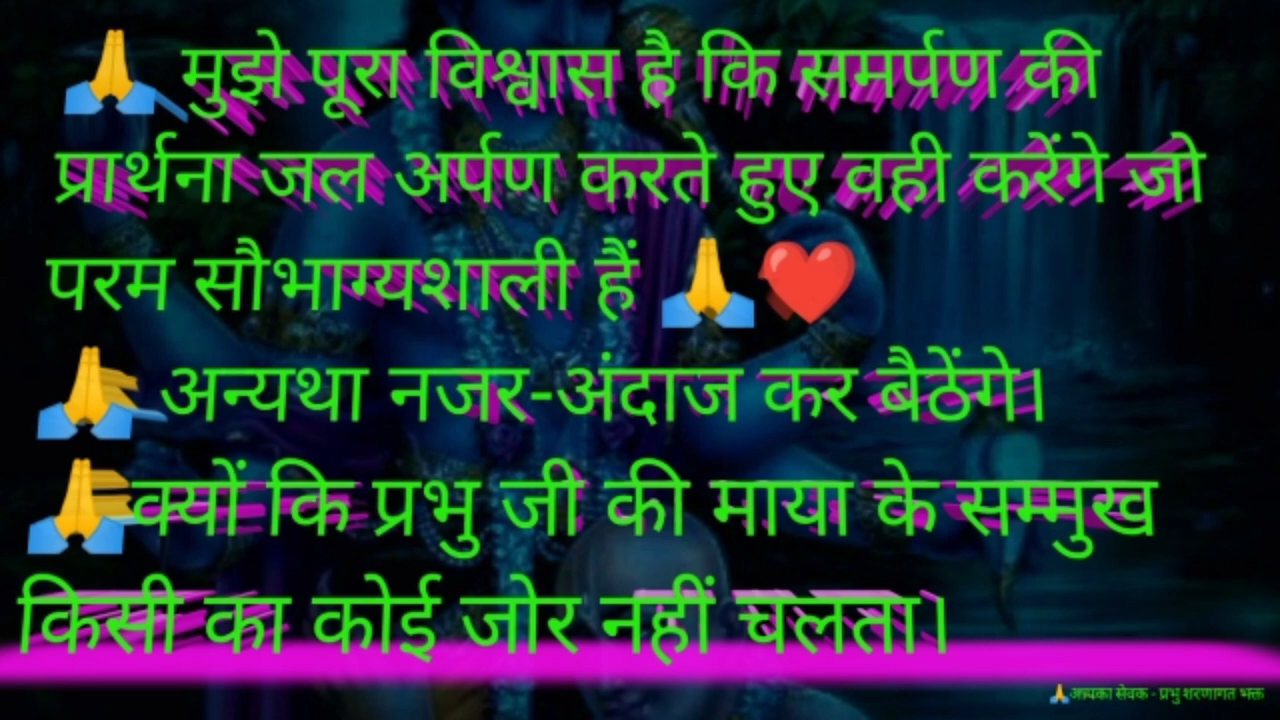 🙏 मुझे पूरा विश्वास है कि समर्पण की
प्रार्थना जल अर्पण करते हुए वही करेंगे जो
परम सौभाग्यशाली हैं 🙏❤️
🙏 अन्यथा नजर-अंदाज कर बैठेंगे।
🙏क्यों कि प्रभु जी की माया के सम्मुख
किसी का कोई जोर नहीं चलता।
🙏आपका सेवक - प्रभु शरणागत भक्त